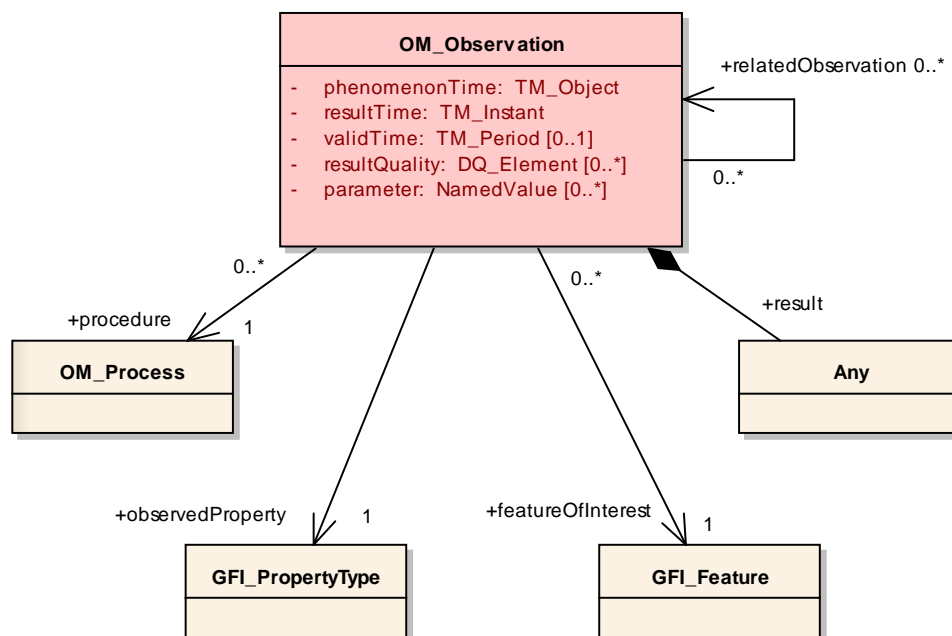 OM_Observation
+relatedObservation 0..*
- phenomenonTime: TM_Object
- resultTime: TM_Instant
- validTime: TM_Period [0..1]
- resultQuality: DQ_Element [0..*]
- parameter: NamedValue [0..*]
0..*
0..*
0..*
+result
+procedure
1
OM_Process
Any
+observedProperty
1
+featureOfInterest
1
GFI_PropertyType
GFI_Feature